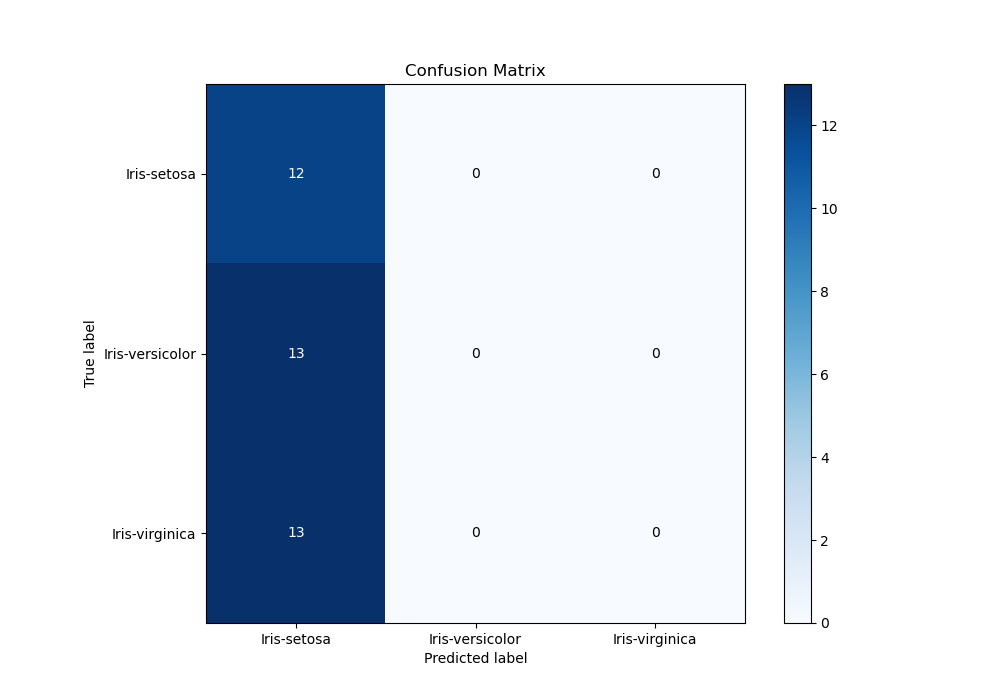 Confusion Matrix
True label
Iris-setosa
12
0
0
Iris-versicolor
13
0
0
Iris-virginica
13
0
0
Iris-setosa
Iris-versicolor
Iris-virginica
Predicted label
12
10
8
6
4
2
0